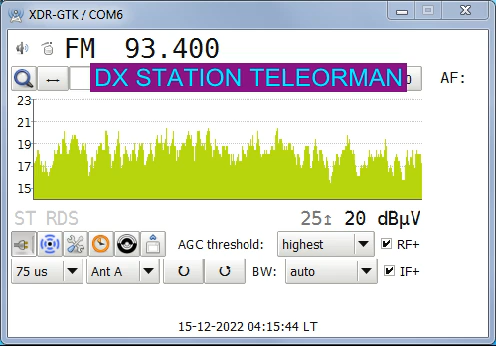 XDR-GTK / COM6
FM 93.400
DX STATION TELEORMAN
AF:
23
21
19
17
15
ST RDS 25↥ 20 dBµV
AGC threshold: highest RF+
75 us Ant A BW: auto IF+
15-12-2022 04:15:44 LT